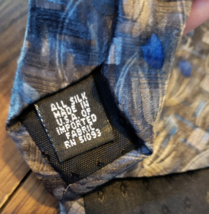 ALL SILK
MADE IN
U.S.A. OF
IMPORTED
FABRIC
RN 51093